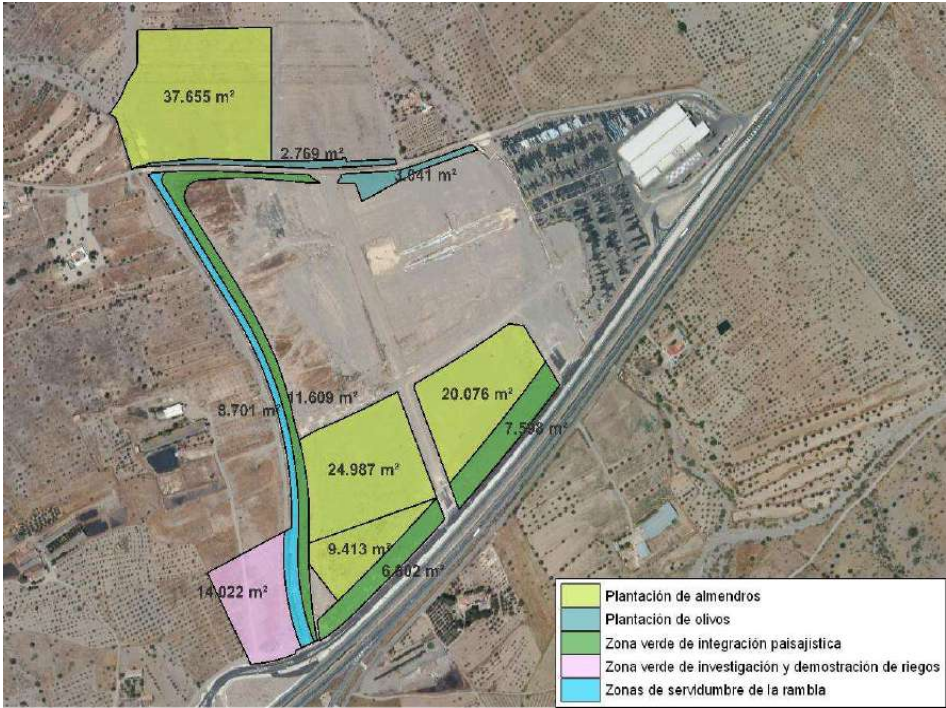 37.655 m²
2.769 m²
3.041 m²
20.076 m²
11.609 m²
8.701 m²
7.598 m²
24.987 m²
9.413 m²
6.602 m²
14.022 m²
Plantación de almendros
Plantación de olivos
Zona verde de integración paisajística
Zona verde de investigación y demostración de riegos
Zonas de servidumbre de la rambla